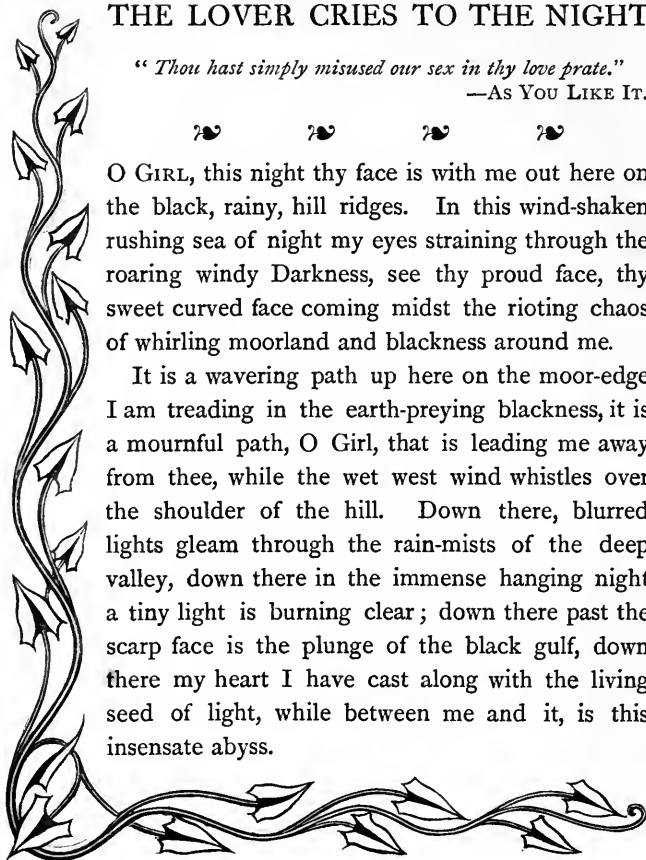 THE LOVER CRIES TO THE NIGHT
“ Thou hast simply misused our sex in thy love prate.”
—As You Like It.
O Girl, this night thy face is with me out here on
the black, rainy, hill ridges. In this wind-shaken
rushing sea of night my eyes straining through the
roaring windy Darkness, see thy proud face, thy
sweet curved face coming midst the rioting chaos
of whirling moorland and blackness around me.
It is a wavering path up here on the moor-edge
I am treading in the earth-preying blackness, it is
a mournful path, O Girl, that is leading me away
from thee, while the wet west wind whistles over
the shoulder of the hill. Down there, blurred
lights gleam through the rain-mists of the deep
valley, down there in the immense hanging night
a tiny light is burning clear; down there past the
scarp face is the plunge of the black gulf, down
there my heart I have cast along with the living
seed of light, while between me and it, is this
insensate abyss.